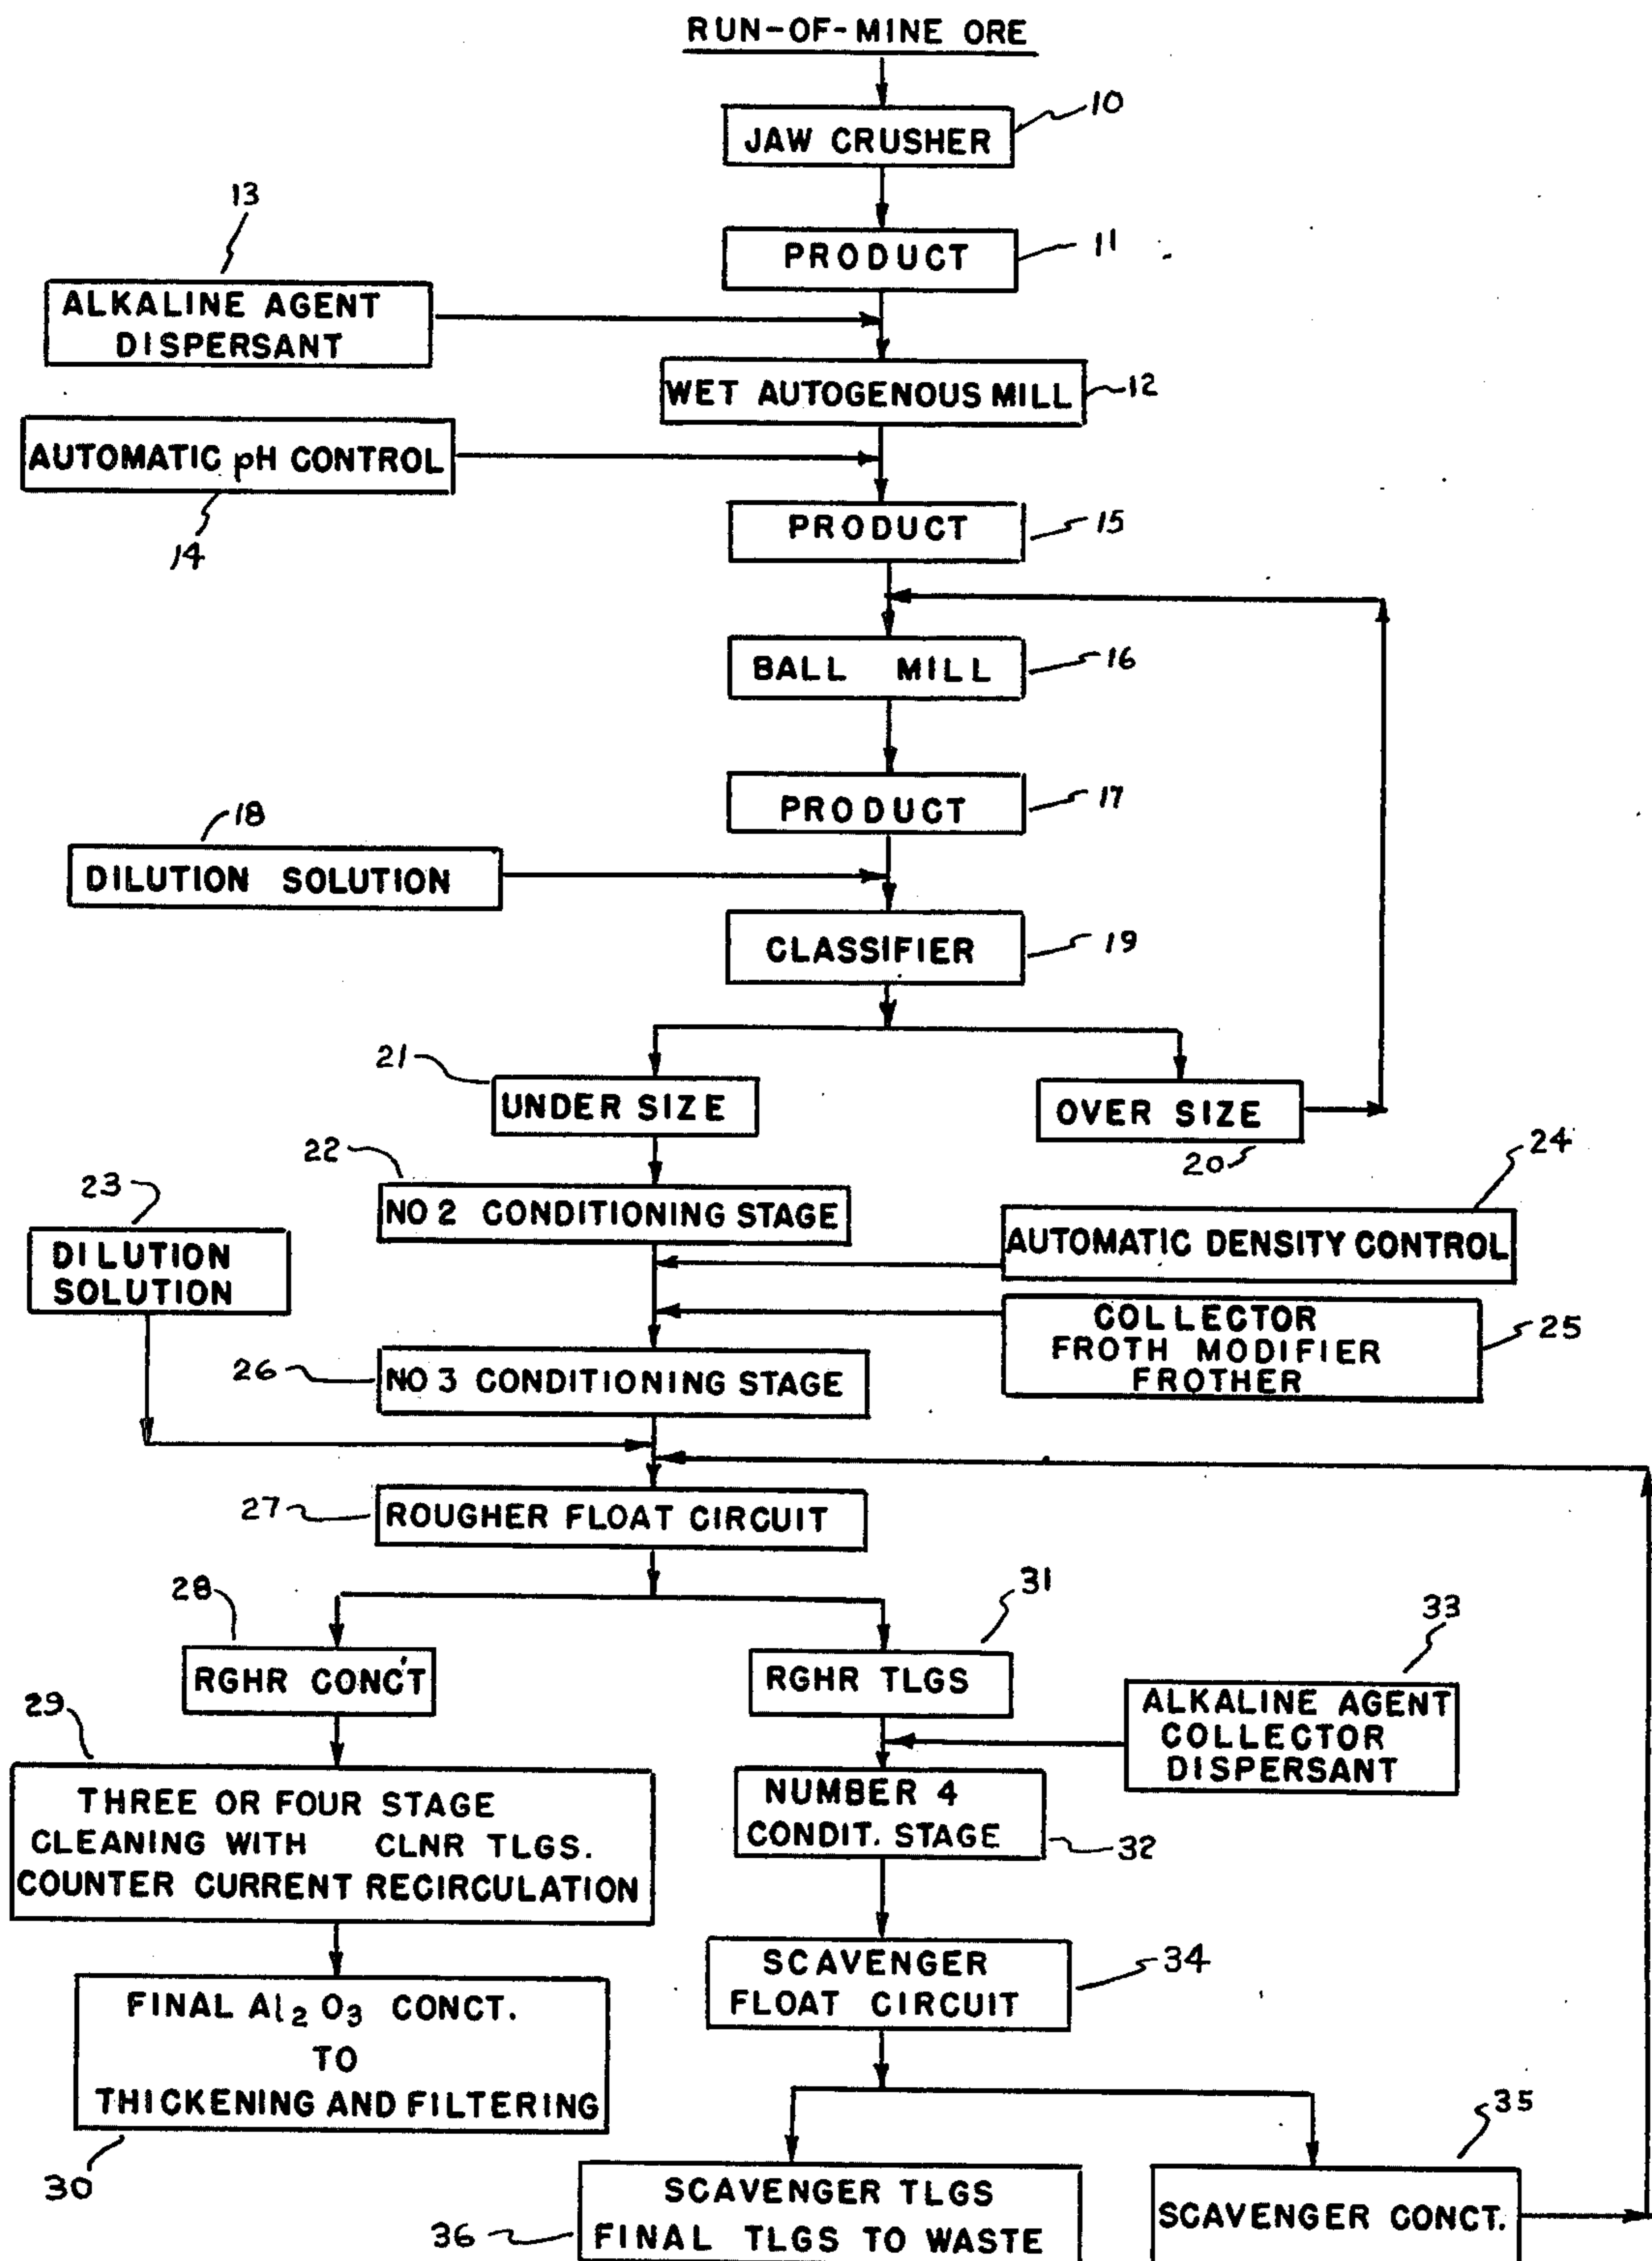 RUN-OF-MINE ORE
10
JAW CRUSHER
13
PRODUCT
11
ALKALINE AGENT
DISPERSANT
WET AUTOGENOUS MILL
12
AUTOMATIC pH CONTROL
14
PRODUCT
15
BALL MILL
16
PRODUCT
17
18
DILUTION SOLUTION
CLASSIFIER
19
21
UNDER SIZE
OVER SIZE
20
22
24
23
NO 2 CONDITIONING STAGE
DILUTION
SOLUTION
AUTOMATIC DENSITY CONTROL
COLLECTOR
FROTH MODIFIER
FROTHER
25
26
NO 3 CONDITIONING STAGE
27
ROUGHER FLOAT CIRCUIT
28
31
33
RGHR CONC'T
RGHR TLGS
29
ALKALINE AGENT
COLLECTOR
DISPERSANT
THREE OR FOUR STAGE
CLEANING WITH CLNR TLGS.
COUNTER CURRENT RECIRCULATION
NUMBER 4
CONDIT. STAGE
32
SCAVENGER
FLOAT CIRCUIT
34
FINAL Al2O3 CONCT.
TO
THICKENING AND FILTERING
30
35
SCAVENGER TLGS
FINAL TLGS TO WASTE
36
SCAVENGER CONCT.